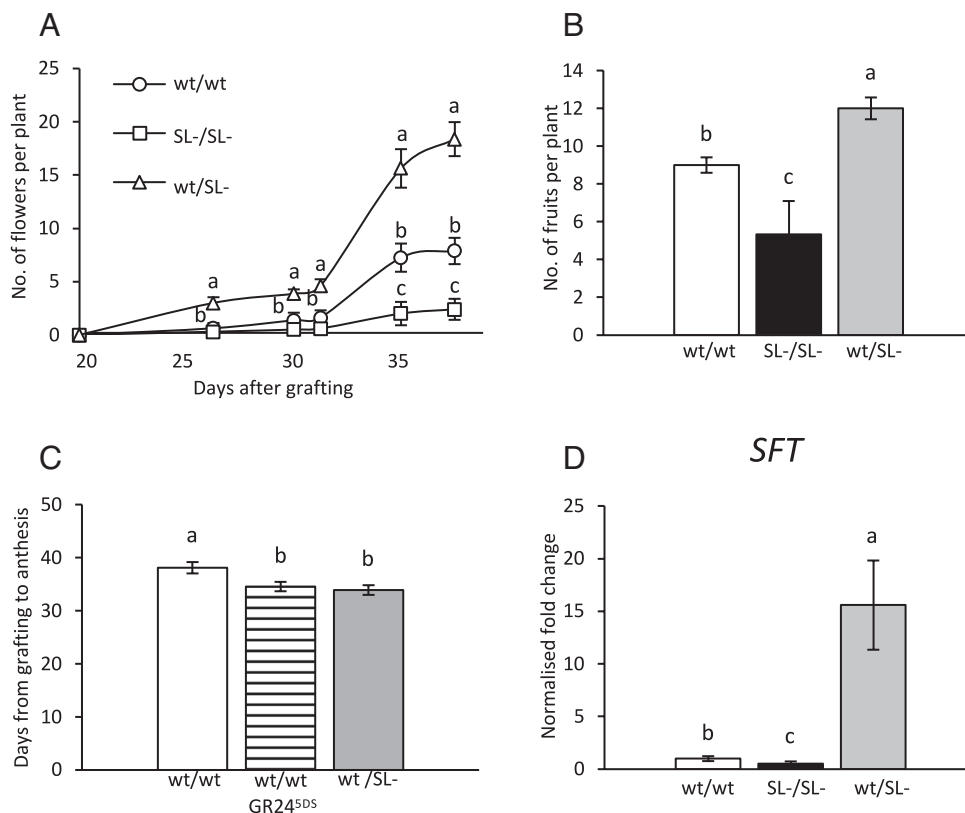 A
No. of flowers per plant
25
20
15
10
5
0
wt/wt
SL-/SL-
wt/SL-
a
a
a
a
a
b
b
b
b
b
c
c
20
25
30
35
Days after grafting
B
No. of fruits per plant
14
12
10
8
6
4
2
0
b
c
a
wt/wt
SL-/SL-
wt/SL-
C
Days from grafting to anthesis
50
40
30
20
10
0
a
b
b
wt/wt
wt/wt
wt /SL-
GR24⁵ᴰˢ
D
SFT
Normalised fold change
25
20
15
10
5
0
b
c
a
wt/wt
SL-/SL-
wt/SL-